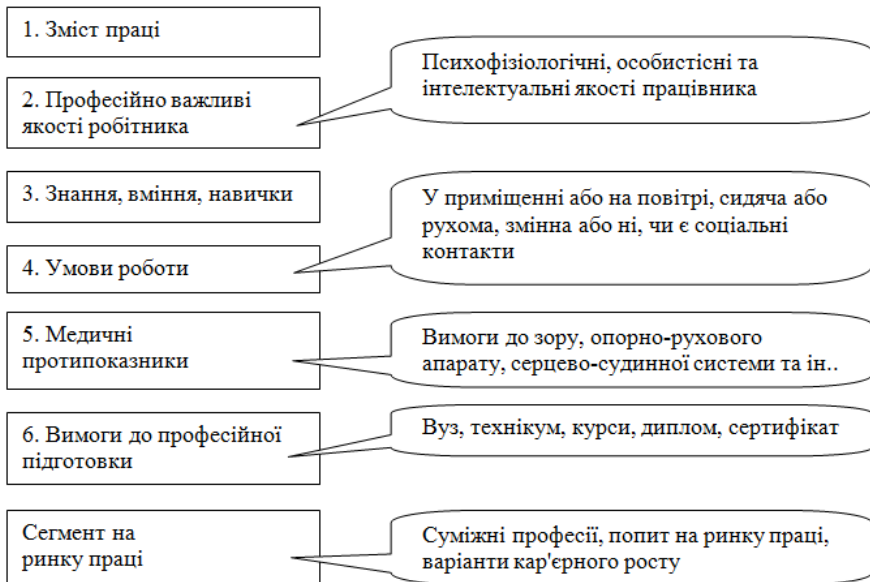 1. Зміст праці
2. Професійно важливі
якості робітника
Психофізіологічні, особистісні та
інтелектуальні якості працівника
3. Знання, вміння, навички
4. Умови роботи
У приміщенні або на повітрі, сидяча або
рухома, змінна або ні, чи є соціальні
контакти
5. Медичні
протипоказники
Вимоги до зору, опорно-рухового
апарату, серцево-судинної системи та ін..
6. Вимоги до професійної
підготовки
Вуз, технікум, курси, диплом, сертифікат
Сегмент на
ринку праці
Суміжні професії, попит на ринку праці,
варіанти кар'єрного росту